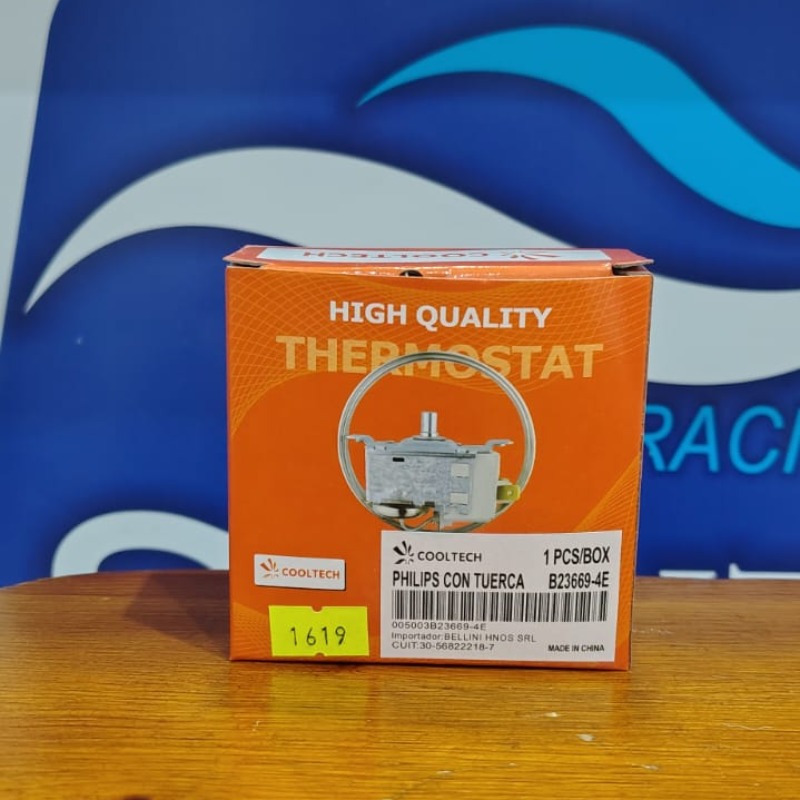 COOLTECH
HIGH QUALITY
THERMOSTAT
COOLTECH
1619
COOLTECH 1 PCS/BOX
PHILIPS CON TUERCA B23669-4E
005003B23669-4E
Importador:BELLINI HNOS SRL
CUIT:30-56822218-7 MADE IN CHINA